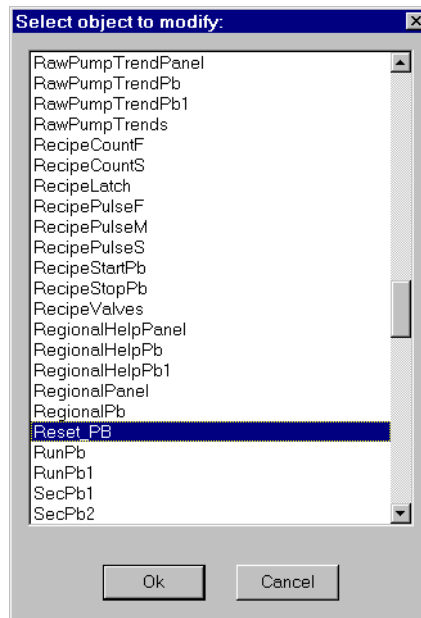 Select object to modify:
RawPumpTrendPanel
RawPumpTrendPb
RawPumpTrendPb1
RawPumpTrends
RecipeCountF
RecipeCountS
RecipeLatch
RecipePulseF
RecipePulseM
RecipePulseS
RecipeStartPb
RecipeStopPb
RecipeValves
RegionalHelpPanel
RegionalHelpPb
RegionalHelpPb1
RegionalPanel
RegionalPb
Reset_PB
RunPb
RunPb1
SecPb1
SecPb2
Ok Cancel